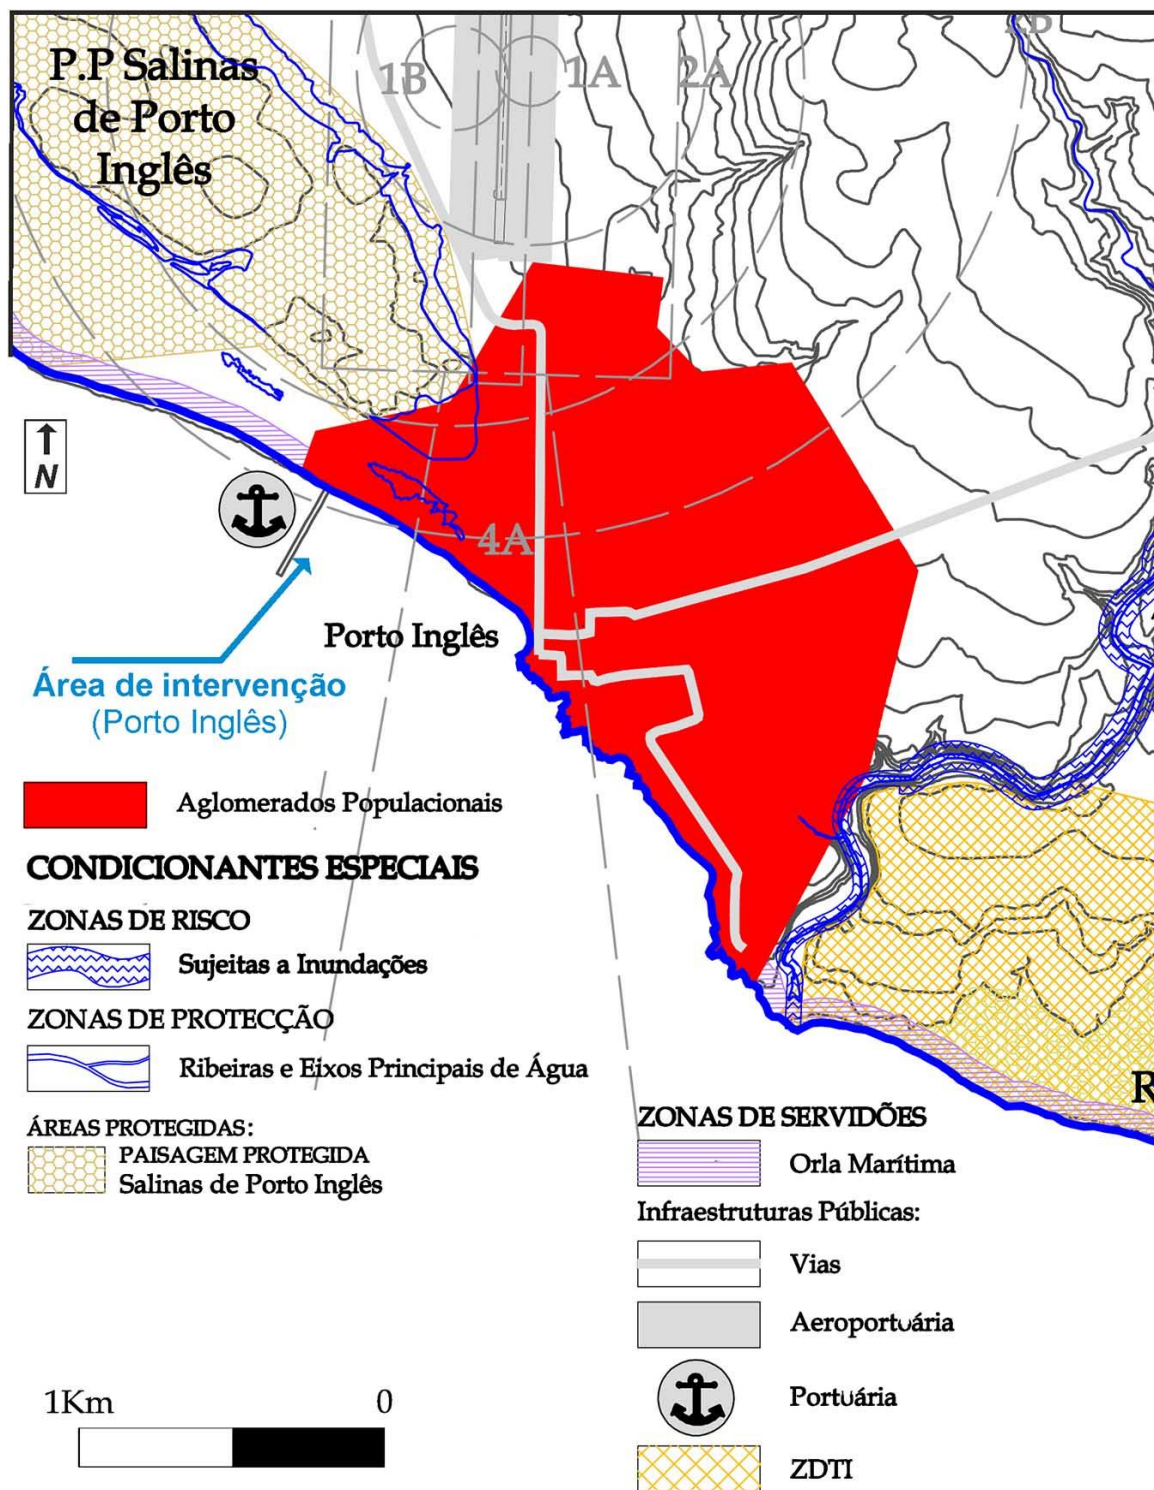 P.P Salinas
de Porto
Inglês
1B
1A
2A
2B
N
4A
Porto Inglês
Área de intervenção
(Porto Inglês)
Aglomerados Populacionais
CONDICIONANTES ESPECIAIS
ZONAS DE RISCO
Sujeitas a Inundações
ZONAS DE PROTECÇÃO
Ribeiras e Eixos Principais de Água
ÁREAS PROTEGIDAS:
PAISAGEM PROTEGIDA
Salinas de Porto Inglês
R
ZONAS DE SERVIDÕES
Orla Marítima
Infraestruturas Públicas:
Vias
Aeroportuária
Portuária
ZDTI
1Km 0